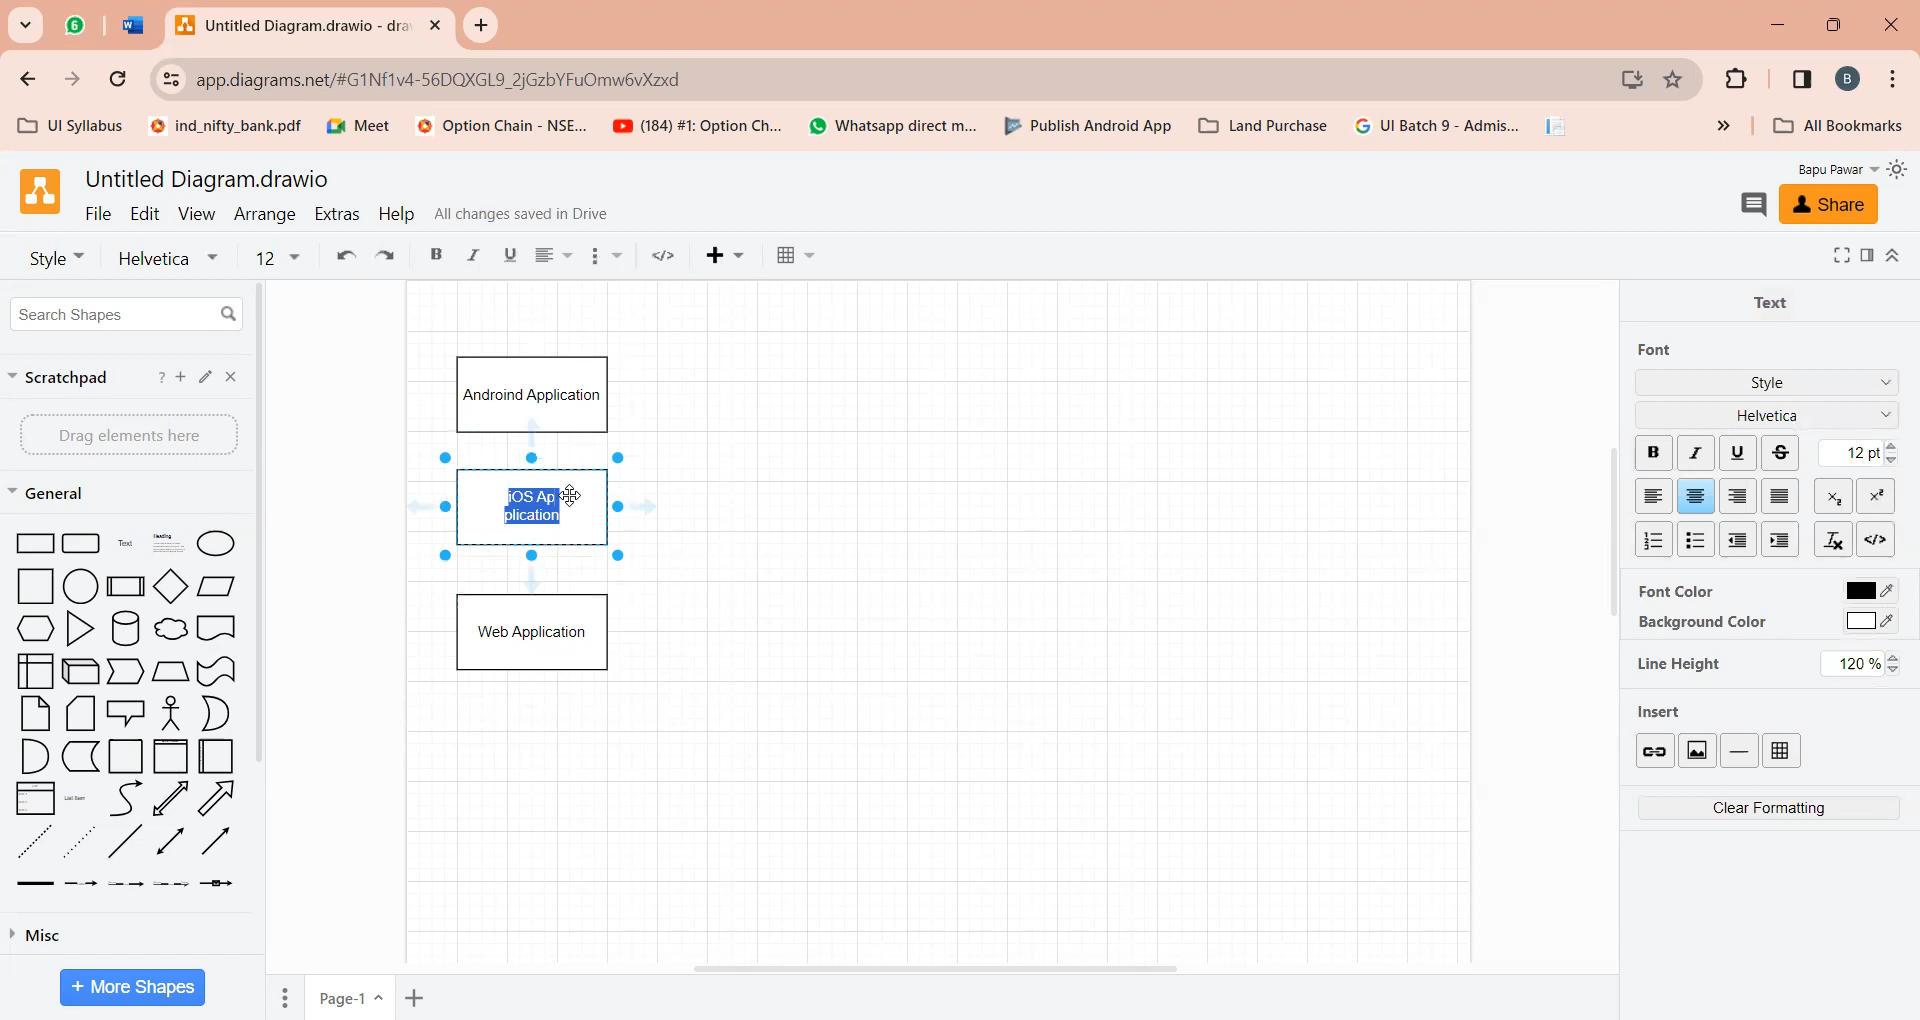 6
Untitled Diagram.drawio - dra
app.diagrams.net/#G1Nf1v4-56DQXGL9_2jGzbYFuOmw6vXzxd
B
UI Syllabus
ind_nifty_bank.pdf
Meet
Option Chain - NSE...
(184) #1: Option Ch...
Whatsapp direct m...
Publish Android App
Land Purchase
UI Batch 9 - Admis...
All Bookmarks
Untitled Diagram.drawio
Bapu Pawar
File Edit View Arrange Extras Help All changes saved in Drive
Share
Style Helvetica 12 B I U
Search Shapes
Scratchpad ?
Drag elements here
General
Text
Heading
List Item
Misc
+ More Shapes
Androind Application
iOS Ap
plication
Web Application
Page-1
Text
Font
Style
Helvetica
B I U S 12 pt
Font Color
Background Color
Line Height 120 %
Insert
Clear Formatting